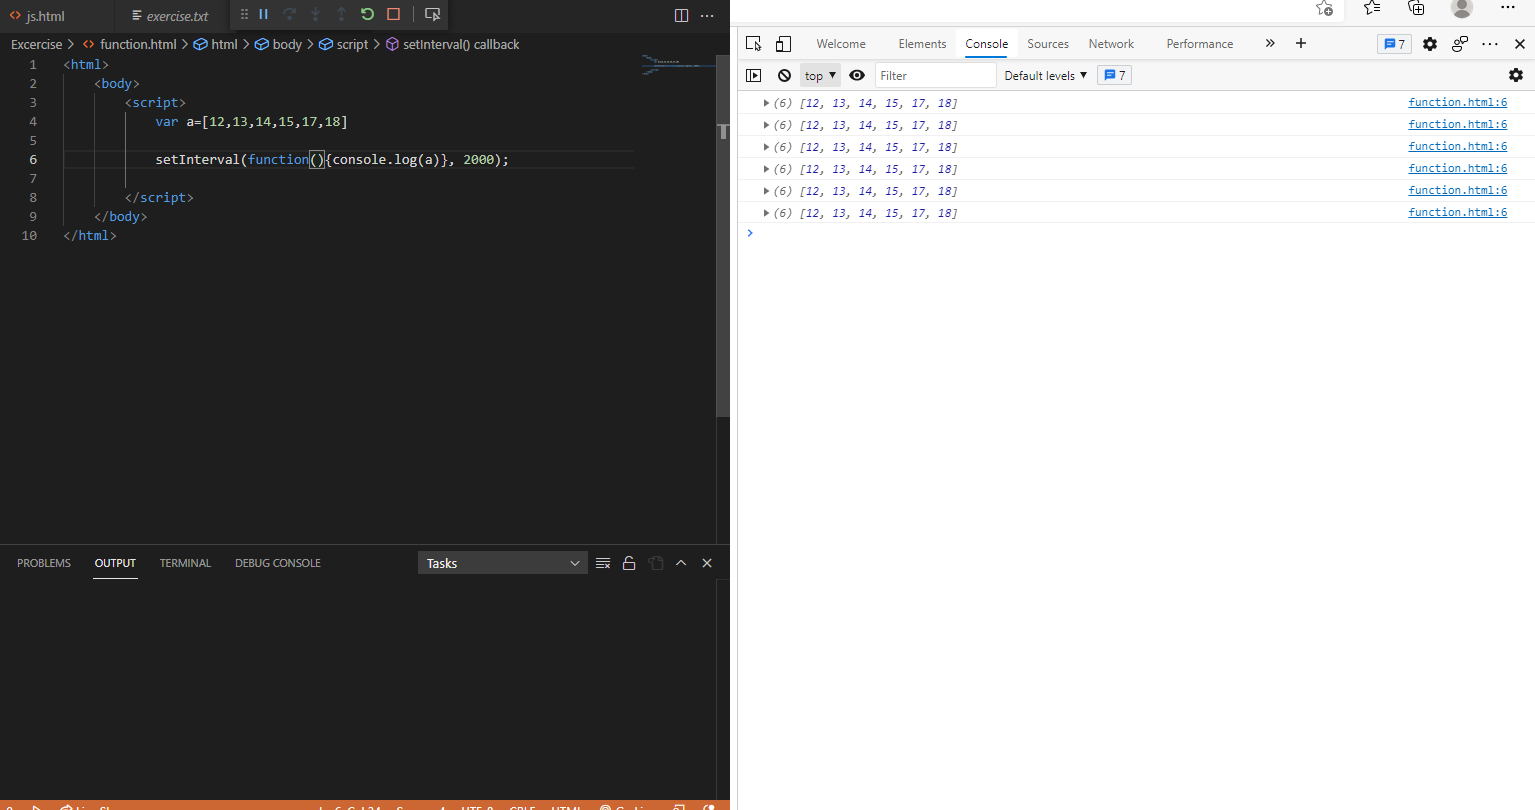 js.html exercise.txt
Excercise function.html html body script setInterval() callback
1 <html>
2 <body>
3 <script>
4 var a=[12,13,14,15,17,18]
5
6 setInterval(function(){console.log(a)}, 2000);
7
8 </script>
9 </body>
10 </html>
PROBLEMS OUTPUT TERMINAL DEBUG CONSOLE Tasks
Welcome Elements Console Sources Network Performance 7
top Filter Default levels 7
(6) [12, 13, 14, 15, 17, 18] function.html:6
(6) [12, 13, 14, 15, 17, 18] function.html:6
(6) [12, 13, 14, 15, 17, 18] function.html:6
(6) [12, 13, 14, 15, 17, 18] function.html:6
(6) [12, 13, 14, 15, 17, 18] function.html:6
(6) [12, 13, 14, 15, 17, 18] function.html:6